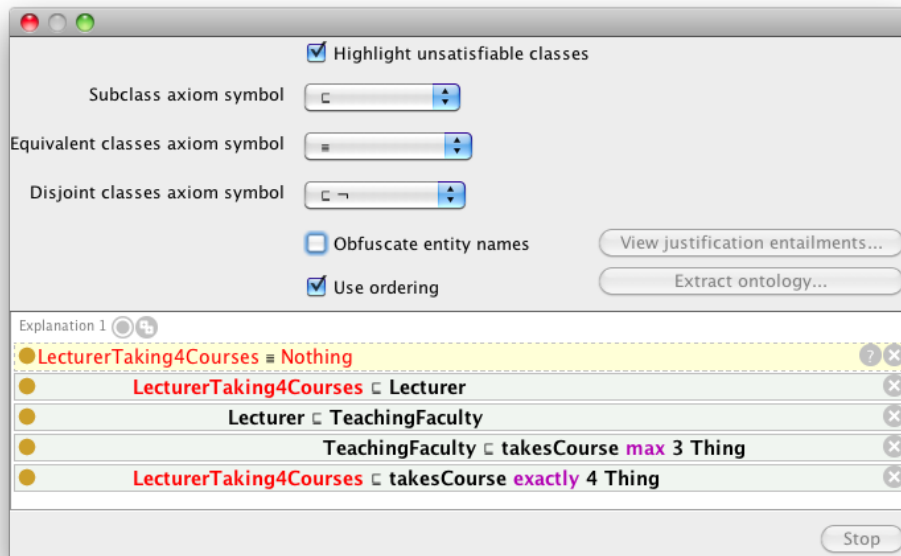 Highlight unsatisfiable classes
Subclass axiom symbol ⊏
Equivalent classes axiom symbol ≡
Disjoint classes axiom symbol ⊏ ¬
Obfuscate entity names View justification entailments...
Use ordering Extract ontology...
Explanation 1
LecturerTaking4Courses ≡ Nothing ?
LecturerTaking4Courses ⊏ Lecturer
Lecturer ⊏ TeachingFaculty
TeachingFaculty ⊏ takesCourse max 3 Thing
LecturerTaking4Courses ⊏ takesCourse exactly 4 Thing
Stop